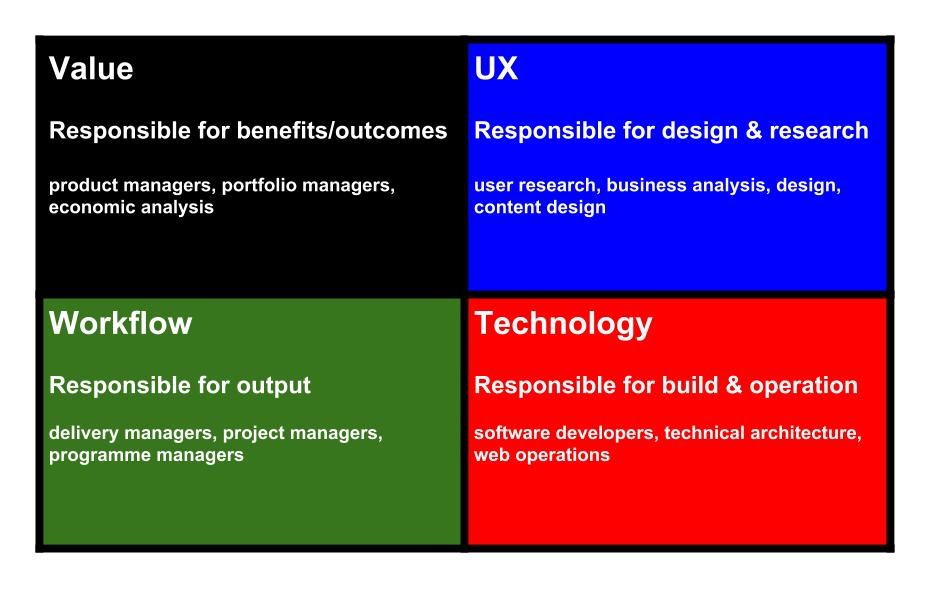 Value
Responsible for benefits/outcomes
product managers, portfolio managers,
economic analysis
UX
Responsible for design & research
user research, business analysis, design,
content design
Workflow
Responsible for output
delivery managers, project managers,
programme managers
Technology
Responsible for build & operation
software developers, technical architecture,
web operations